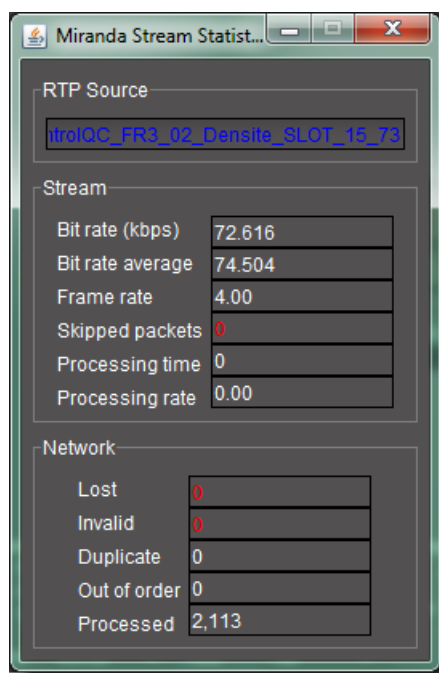 Miranda Stream Statist...
RTP Source
ntrolQC_FR3_02_Densite_SLOT_15_73
Stream
Bit rate (kbps) 72.616
Bit rate average 74.504
Frame rate 4.00
Skipped packets 0
Processing time 0
Processing rate 0.00
Network
Lost 0
Invalid 0
Duplicate 0
Out of order 0
Processed 2,113